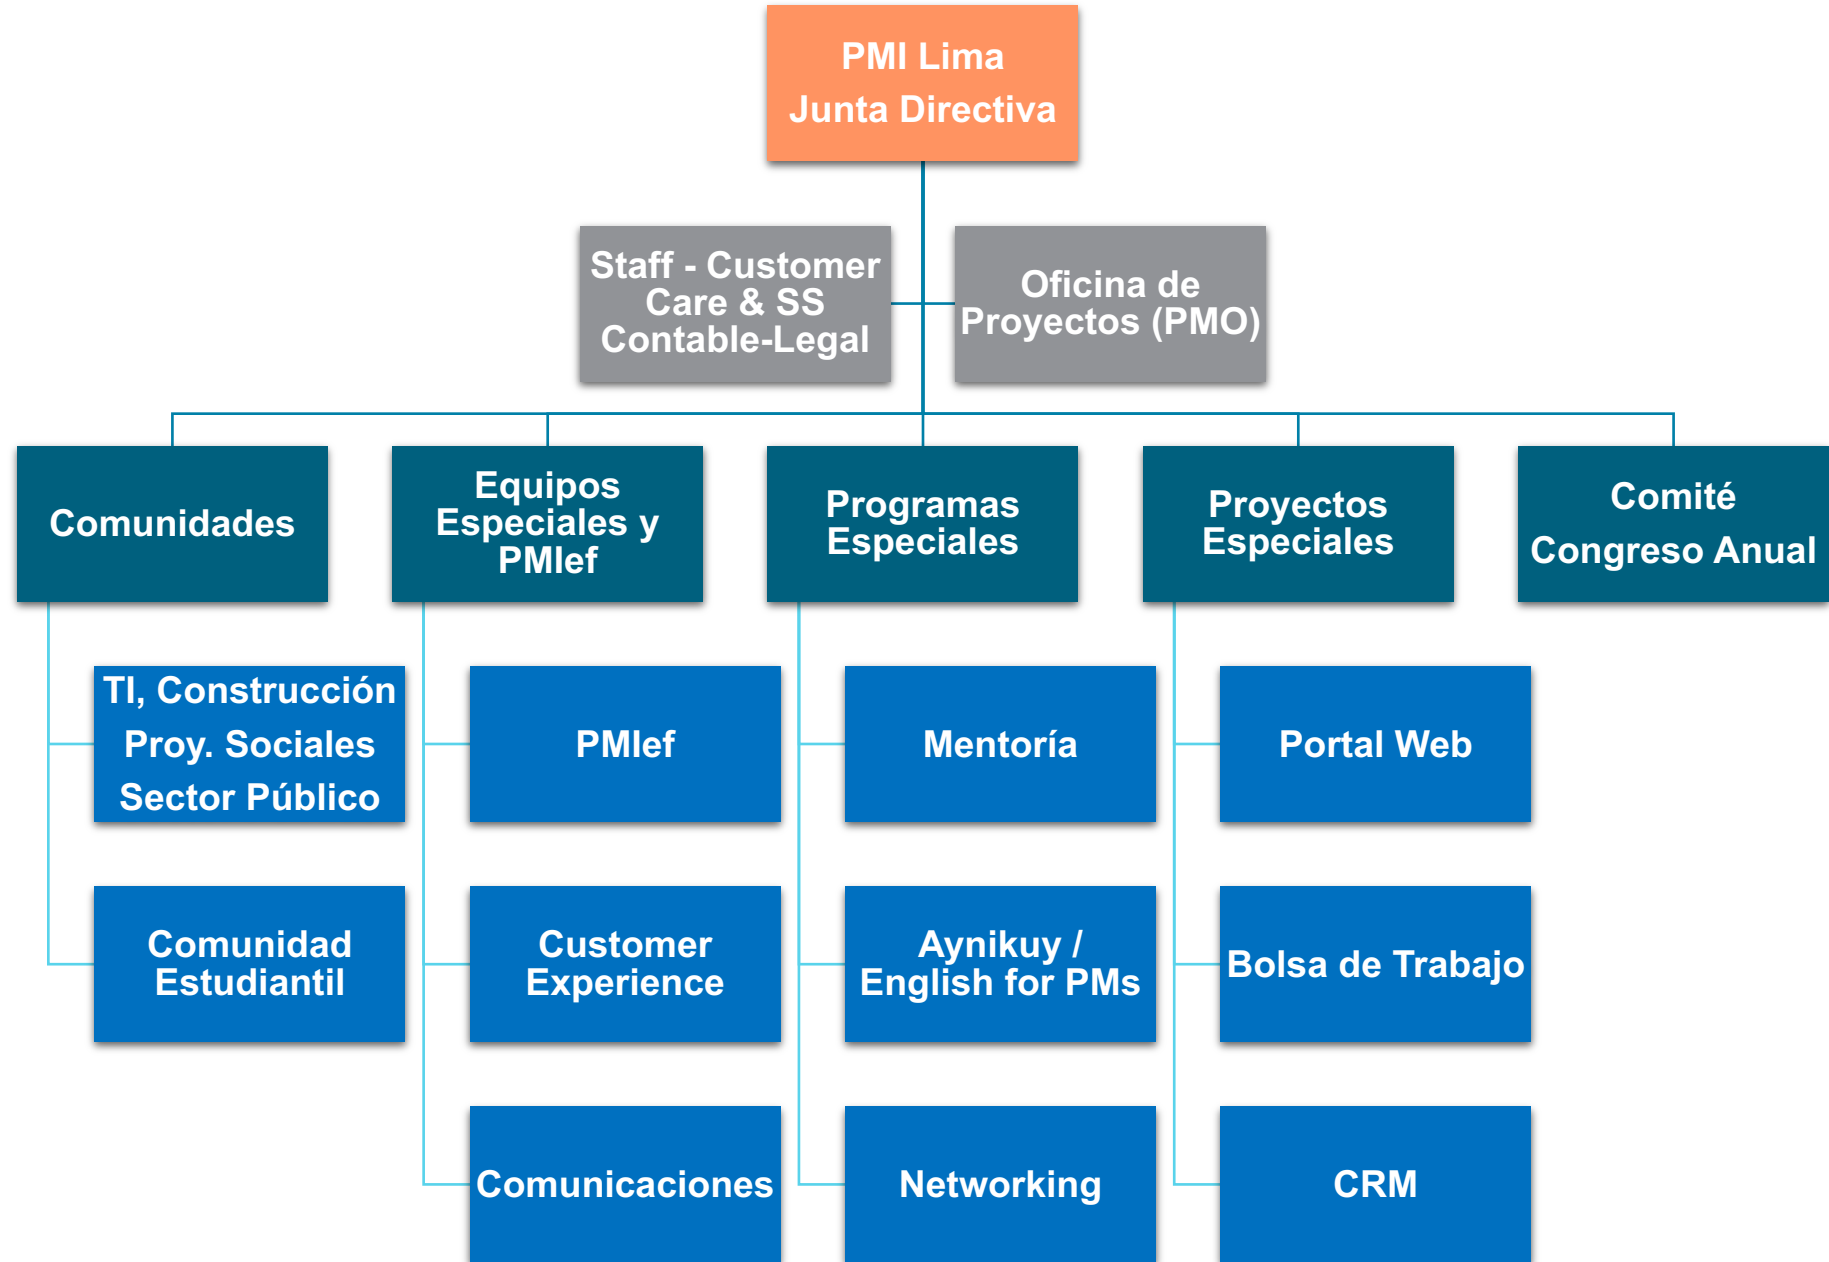 PMI Lima
Junta Directiva
Staff - Customer
Care & SS
Contable-Legal
Oficina de
Proyectos (PMO)
Comunidades
Equipos
Especiales y
PMIef
Programas
Especiales
Proyectos
Especiales
Comité
Congreso Anual
TI, Construcción
Proy. Sociales
Sector Público
PMIef
Mentoría
Portal Web
Comunidad
Estudiantil
Customer
Experience
Aynikuy /
English for PMs
Bolsa de Trabajo
Comunicaciones
Networking
CRM